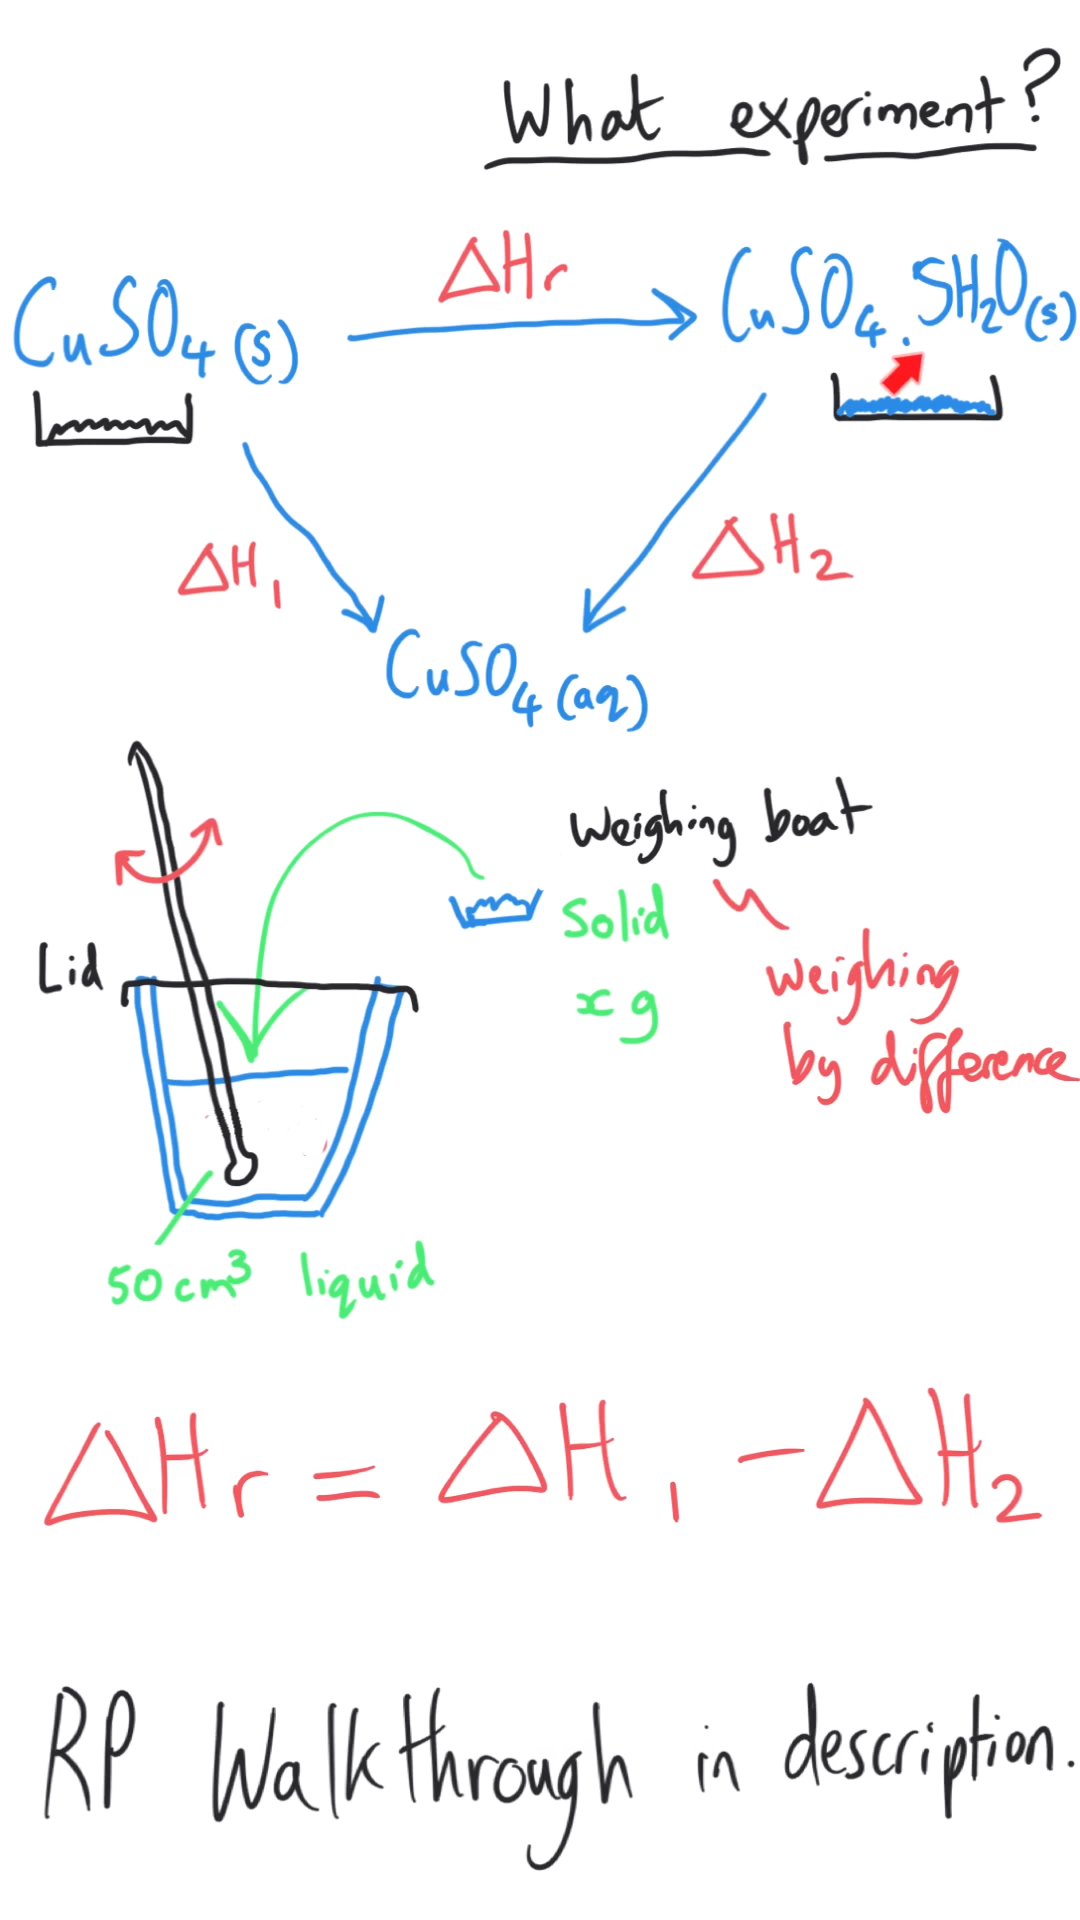 What experiment?
ΔHr
CuSO4 (s)
CuSO4.5H2O(s)
ΔH1
ΔH2
CuSO4 (aq)
Weighing boat
Solid
x g
weighing
by difference
Lid
50cm³ liquid
ΔHr = ΔH1 - ΔH2
RP Walkthrough in description.